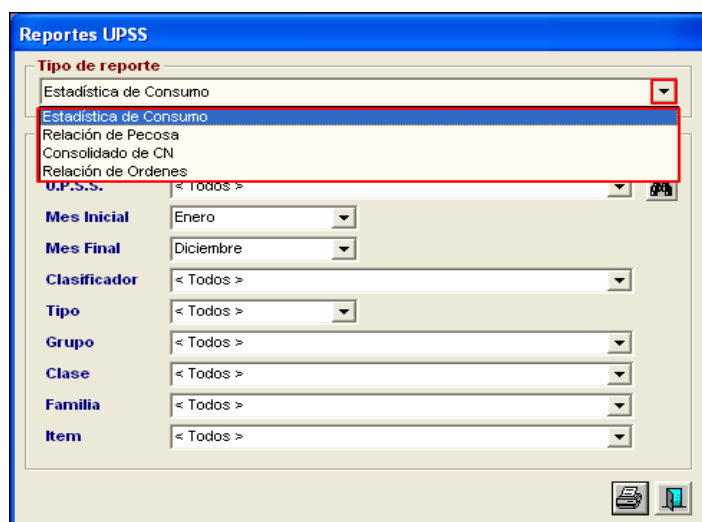 Reportes UPSS
Tipo de reporte
Estadística de Consumo
Estadística de Consumo
Relación de Pecosa
Consolidado de CN
Relación de Ordenes
U.P.S.S. < Todos >
Mes Inicial Enero
Mes Final Diciembre
Clasificador < Todos >
Tipo < Todos >
Grupo < Todos >
Clase < Todos >
Familia < Todos >
Item < Todos >